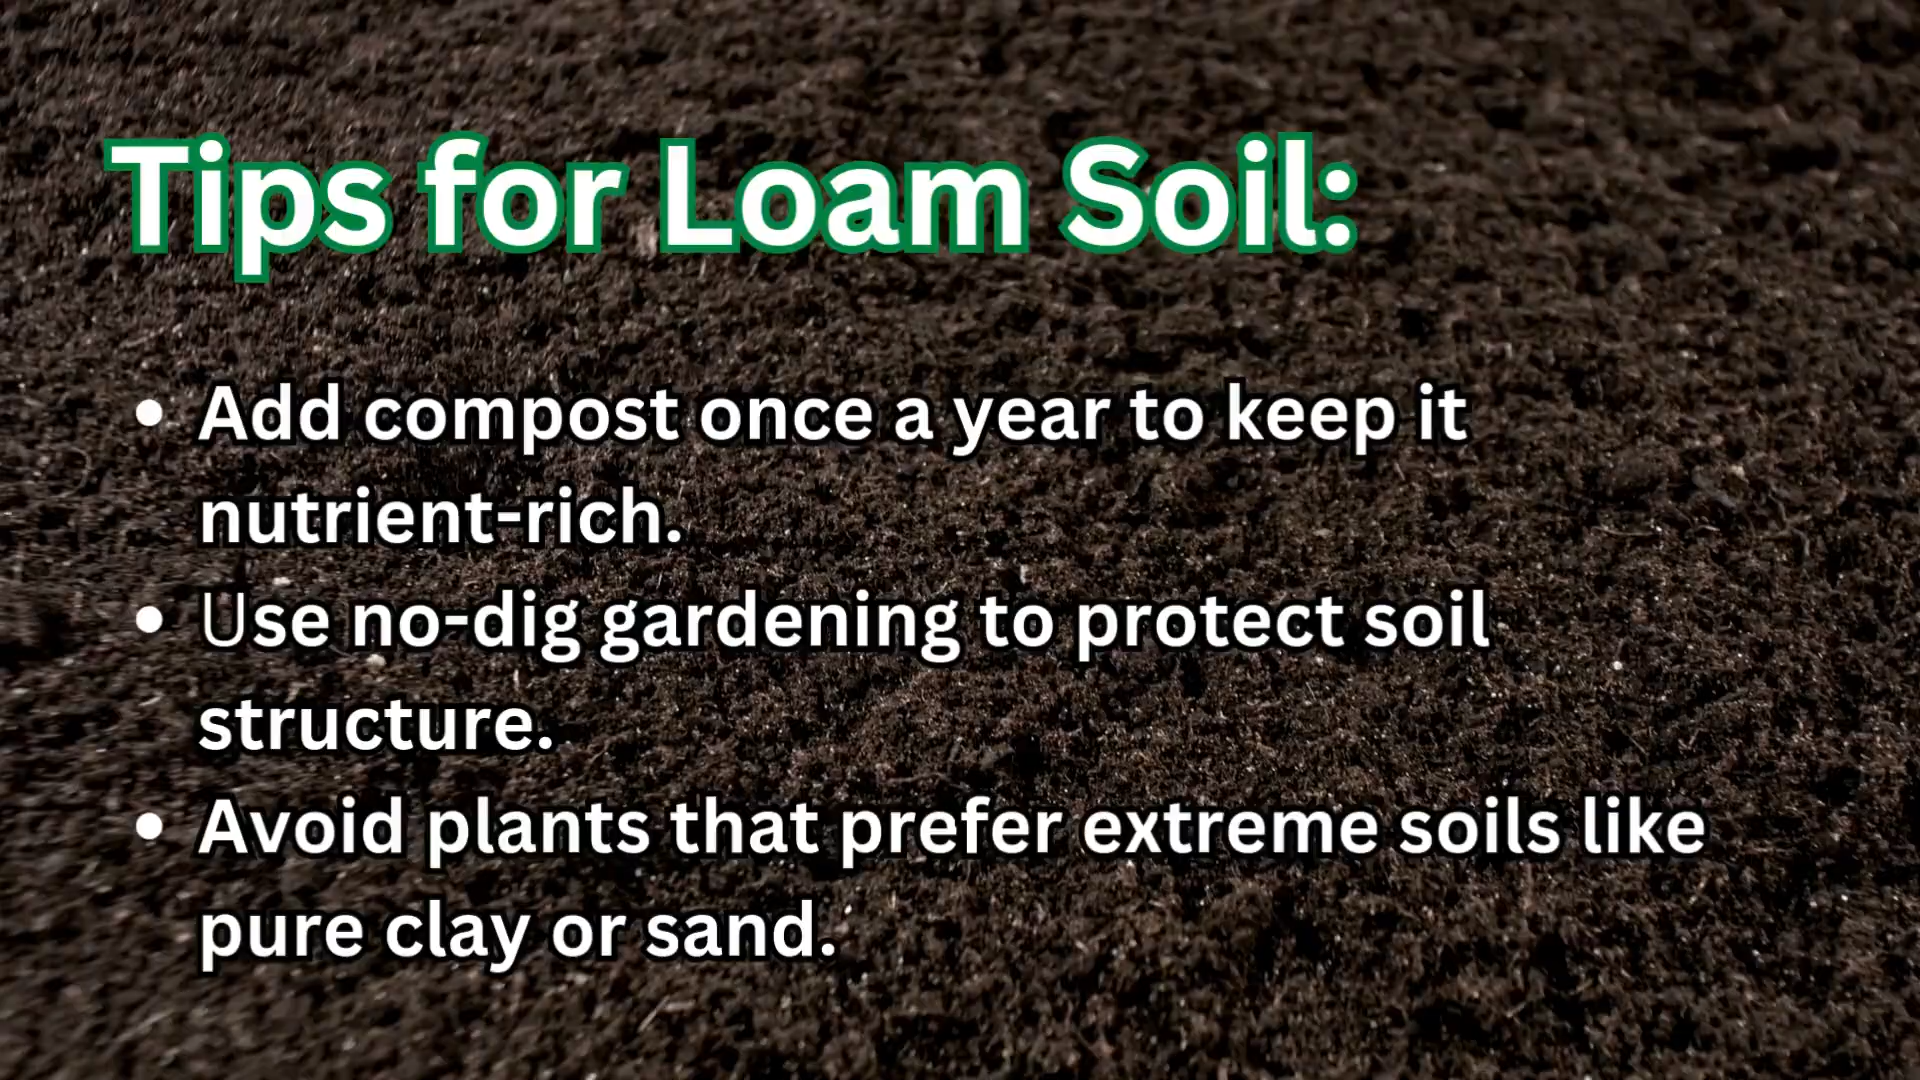 Tips for Loam Soil:
• Add compost once a year to keep it
nutrient-rich.
• Use no-dig gardening to protect soil
structure.
• Avoid plants that prefer extreme soils like
pure clay or sand.